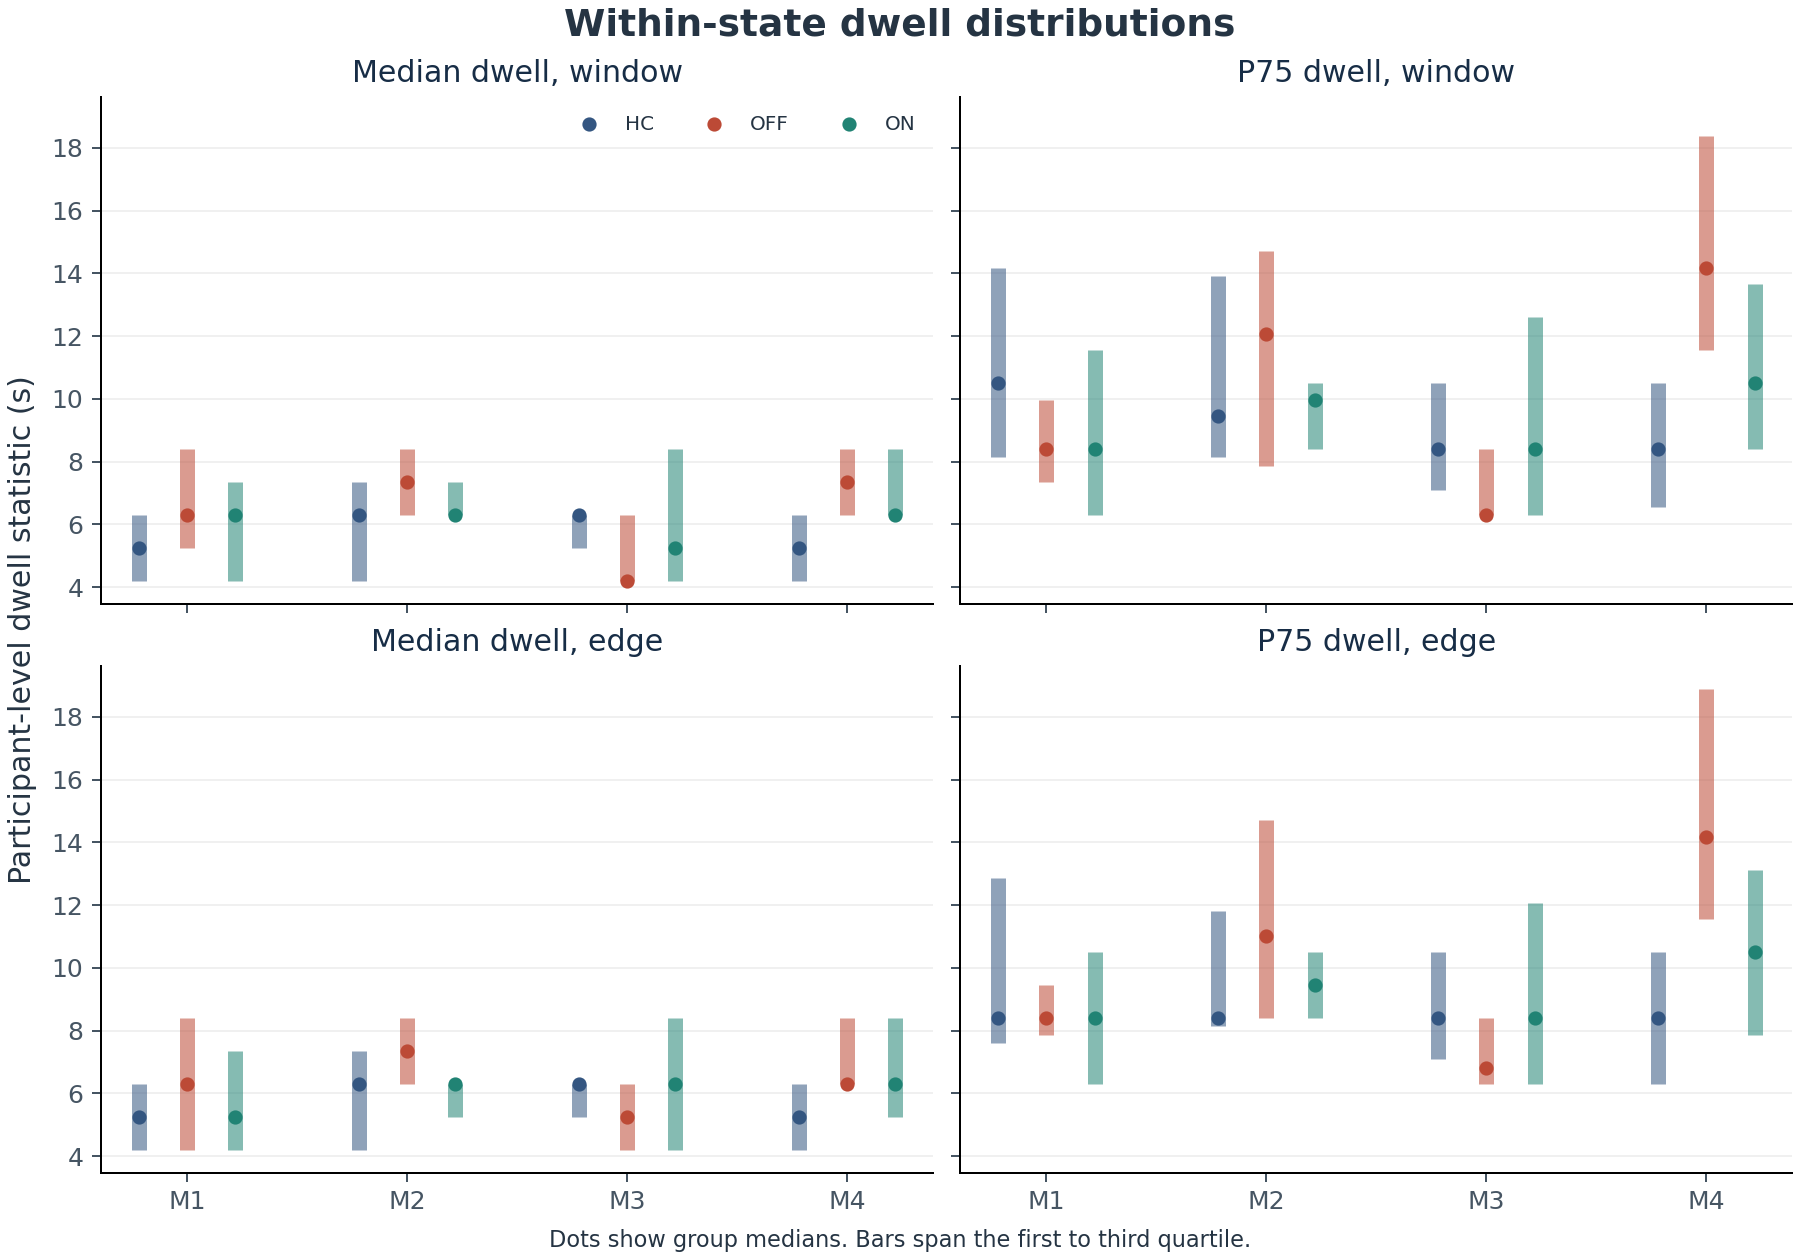 Within-state dwell distributions
Median dwell, window
P75 dwell, window
HC OFF ON
18
16
14
12
10
8
6
4
Participant-level dwell statistic (s)
Median dwell, edge
P75 dwell, edge
18
16
14
12
10
8
6
4
M1 M2 M3 M4
M1 M2 M3 M4
Dots show group medians. Bars span the first to third quartile.